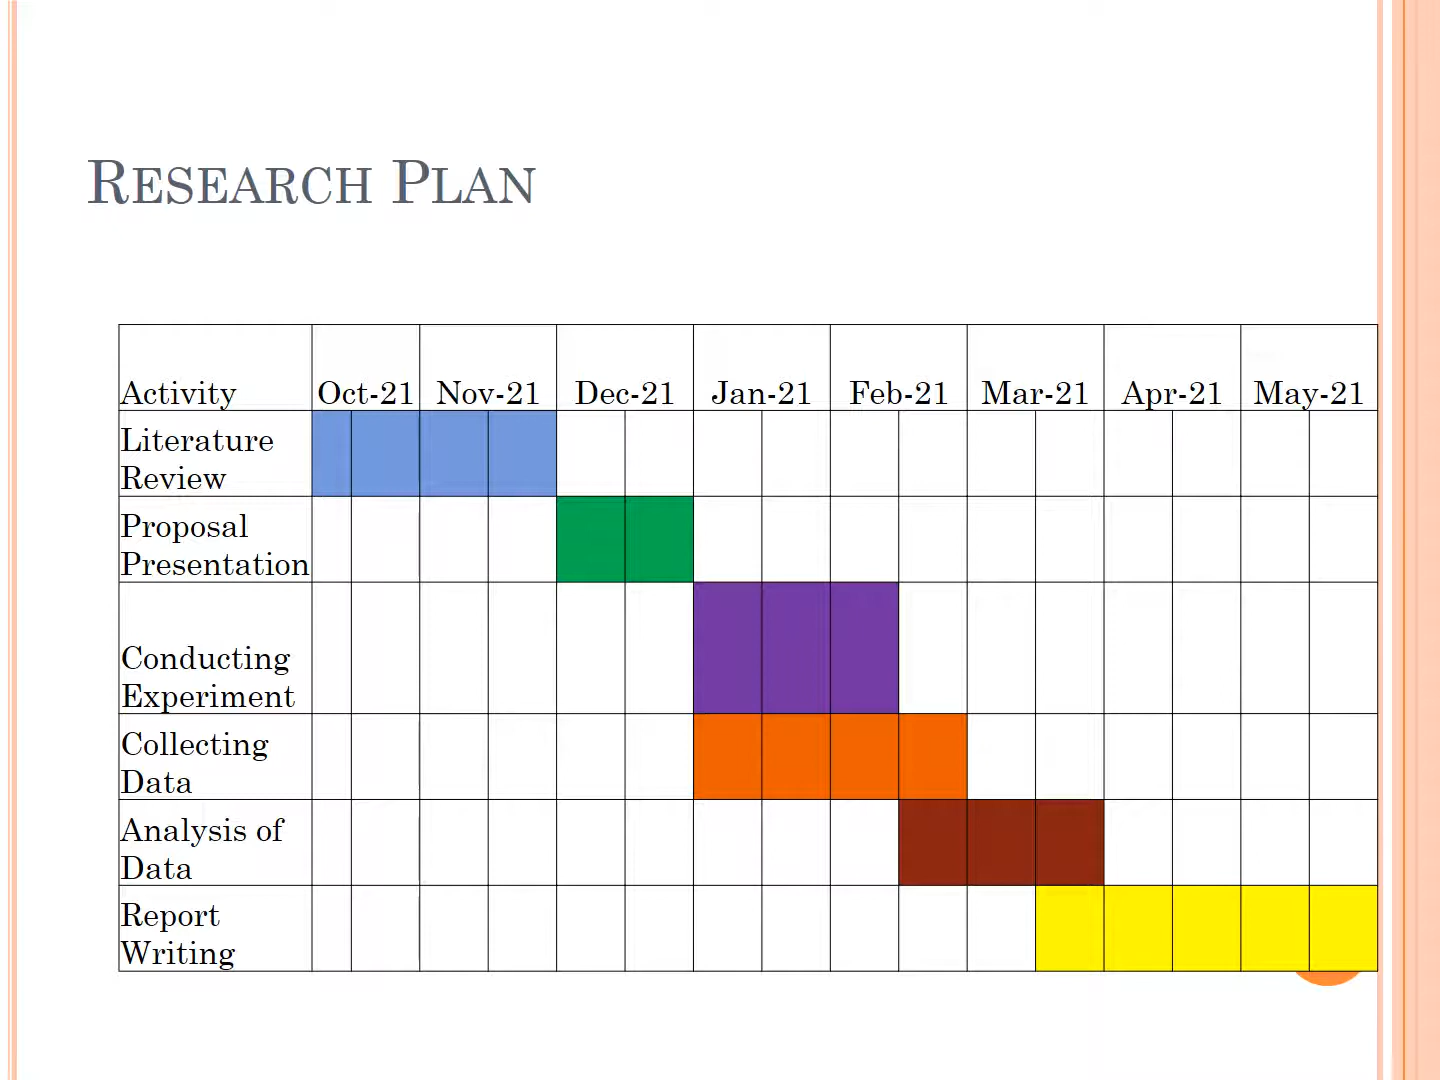 RESEARCH PLAN
Activity Oct-21 Nov-21 Dec-21 Jan-21 Feb-21 Mar-21 Apr-21 May-21
Literature
Review
Proposal
Presentation
Conducting
Experiment
Collecting
Data
Analysis of
Data
Report
Writing